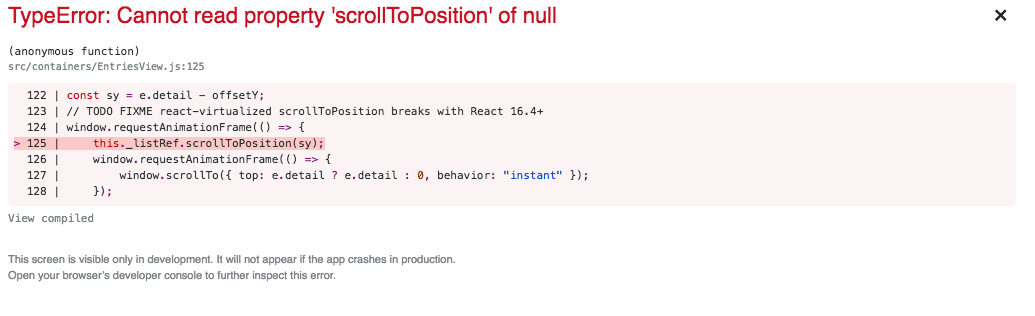 TypeError: Cannot read property 'scrollToPosition' of null
×
(anonymous function)
src/containers/EntriesView.js:125
122 | const sy = e.detail - offsetY;
123 | // TODO FIXME react-virtualized scrollToPosition breaks with React 16.4+
124 | window.requestAnimationFrame(() => {
> 125 |     this._listRef.scrollToPosition(sy);
126 |     window.requestAnimationFrame(() => {
127 |         window.scrollTo({ top: e.detail ? e.detail : 0, behavior: "instant" });
128 |     });
View compiled
This screen is visible only in development. It will not appear if the app crashes in production.
Open your browser's developer console to further inspect this error.